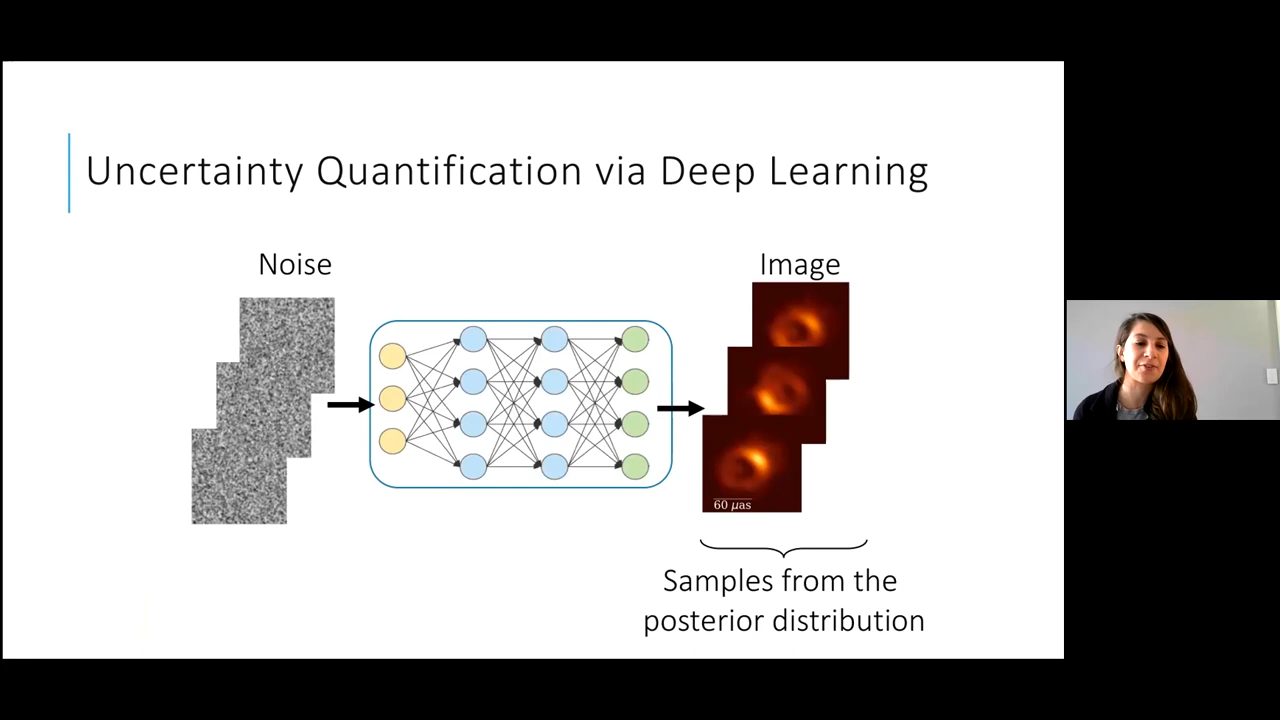 Uncertainty Quantification via Deep Learning
Noise
Image
60 µas
Samples from the
posterior distribution